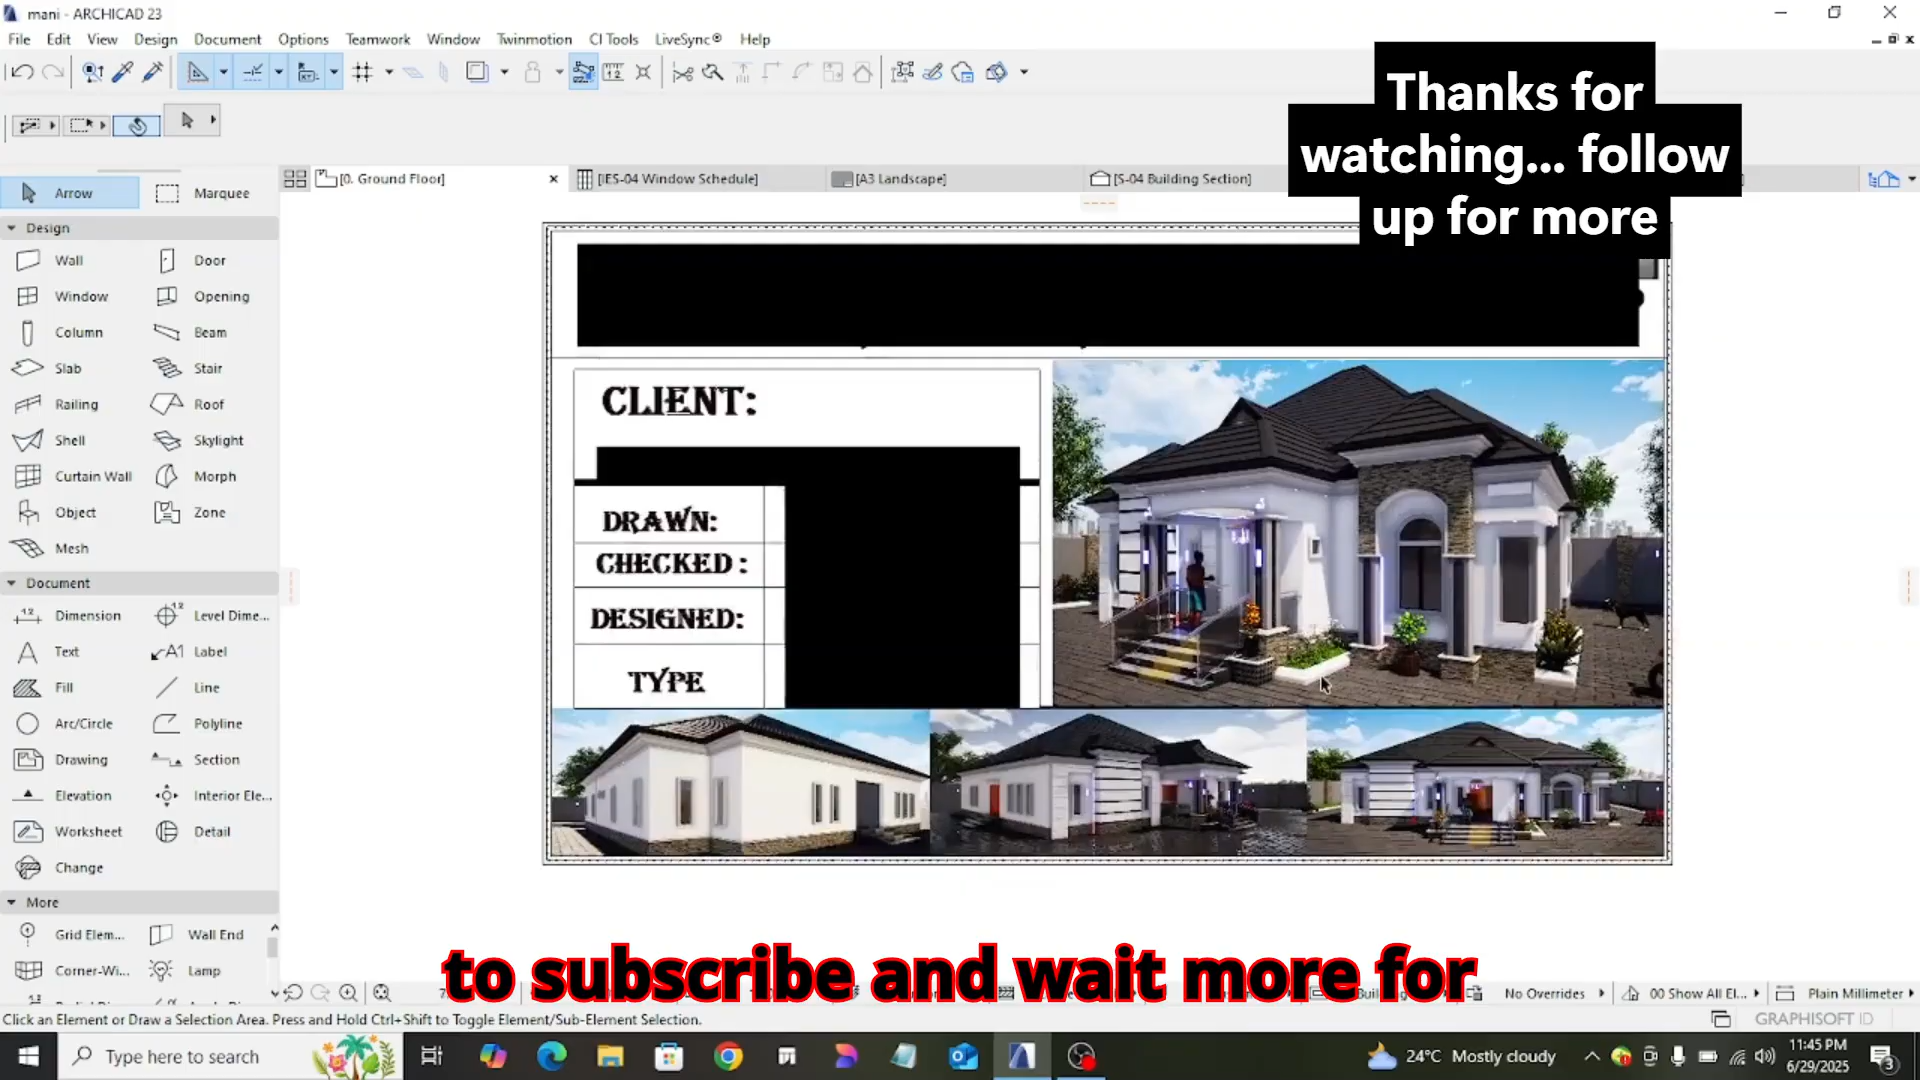 mani - ARCHICAD 23
File Edit View Design Document Options Teamwork Window Twinmotion CI Tools LiveSync® Help
Thanks for
watching... follow
up for more
Arrow Marquee
[0. Ground Floor] [IES-04 Window Schedule] [A3 Landscape] [S-04 Building Section]
Design
Wall Door
Window Opening
Column Beam
Slab Stair
Railing Roof
Shell Skylight
Curtain Wall Morph
Object Zone
Mesh
CLIENT:
DRAWN:
CHECKED :
DESIGNED:
TYPE
Document
Dimension Level Dime...
Text Label
Fill Line
Arc/Circle Polyline
Drawing Section
Elevation Interior Ele...
Worksheet Detail
Change
More
Grid Elem... Wall End
Corner-Wi... Lamp
to subscribe and wait more for
No Overrides 00 Show All El... Plain Millimeter
Click an Element or Draw a Selection Area. Press and Hold Ctrl+Shift to Toggle Element/Sub-Element Selection.
GRAPHISOFT ID
Type here to search
24°C Mostly cloudy
11:45 PM
6/29/2025
3